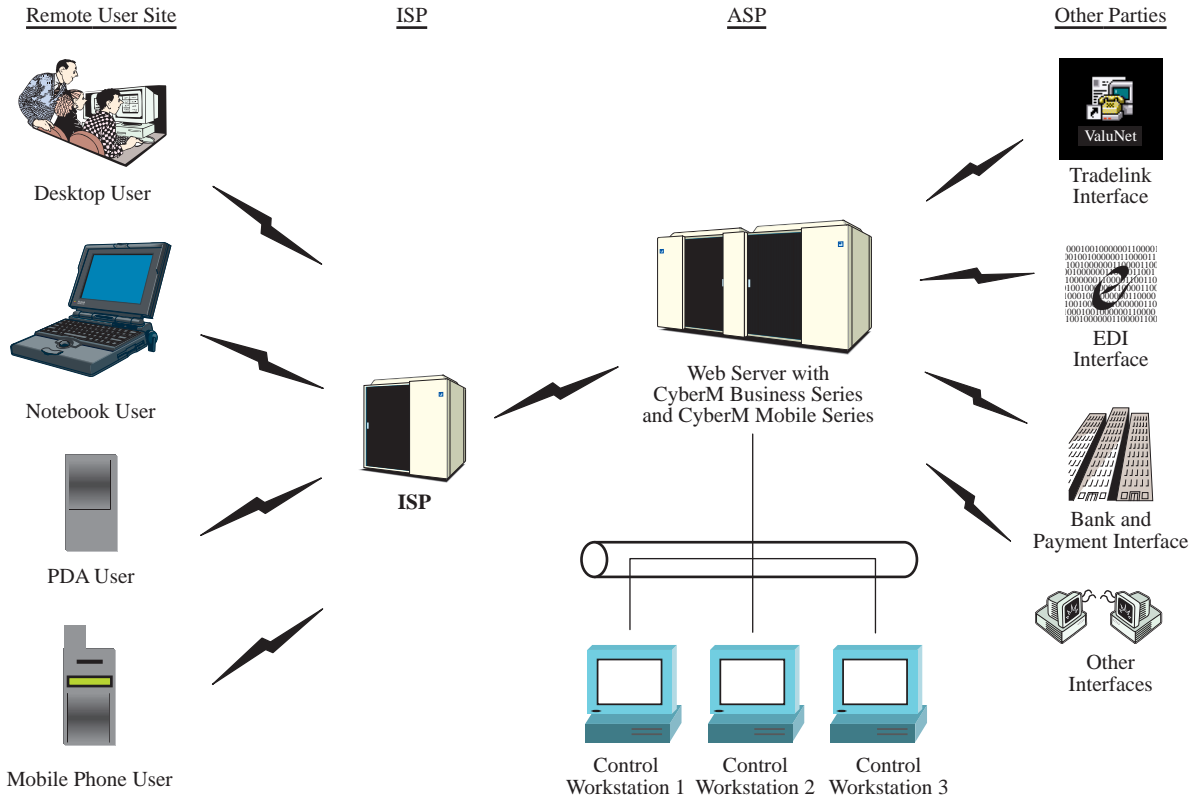 Remote User Site
ISP
ASP
Other Parties
Desktop User
Notebook User
PDA User
Mobile Phone User
ISP
Web Server with
CyberM Business Series
and CyberM Mobile Series
Control
Workstation 1
Control
Workstation 2
Control
Workstation 3
ValuNet
Tradelink
Interface
EDI
Interface
Bank and
Payment Interface
Other
Interfaces